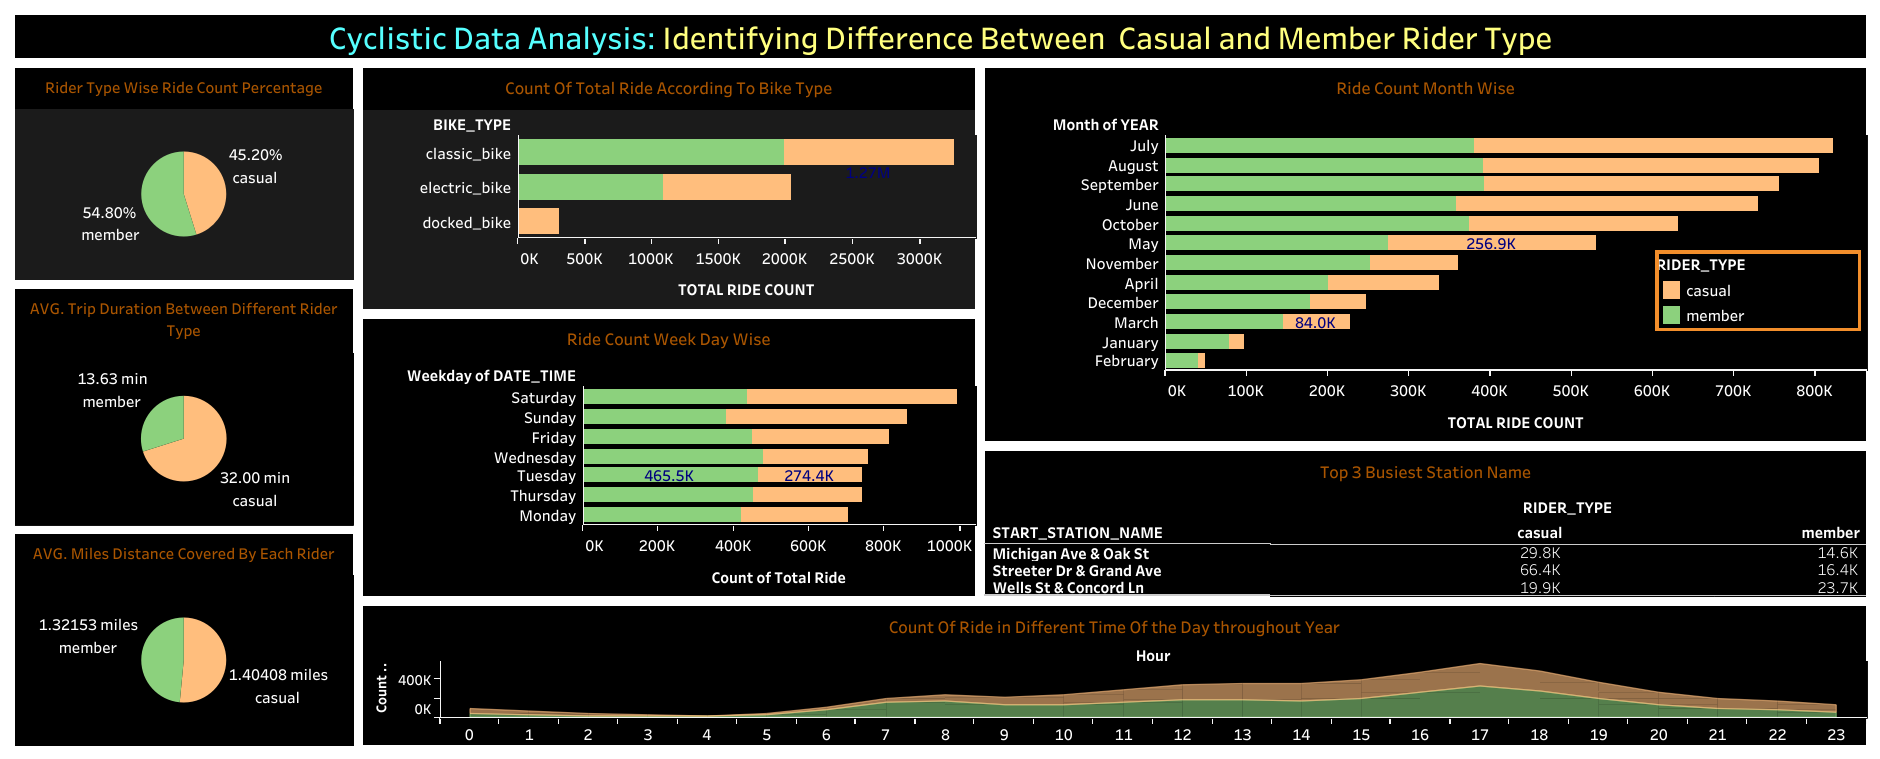 Cyclistic Data Analysis: Identifying Difference Between  Casual and Member Rider Type
Rider Type Wise Ride Count Percentage
45.20%
casual
54.80%
member
AVG. Trip Duration Between Different Rider
Type
13.63 min
member
32.00 min
casual
AVG. Miles Distance Covered By Each Rider
1.32153 miles
member
1.40408 miles
casual
Count Of Total Ride According To Bike Type
BIKE_TYPE
classic_bike
1.27M
electric_bike
docked_bike
0K 500K 1000K 1500K 2000K 2500K 3000K
TOTAL RIDE COUNT
Ride Count Week Day Wise
Weekday of DATE_TIME
Saturday
Sunday
Friday
Wednesday
Tuesday 465.5K 274.4K
Thursday
Monday
0K 200K 400K 600K 800K 1000K
Count of Total Ride
Ride Count Month Wise
Month of YEAR
July
August
September
June
October
May 256.9K
November
April
December
March 84.0K
January
February
0K 100K 200K 300K 400K 500K 600K 700K 800K
TOTAL RIDE COUNT
RIDER_TYPE
casual
member
Top 3 Busiest Station Name
RIDER_TYPE
START_STATION_NAME casual member
Michigan Ave & Oak St 29.8K 14.6K
Streeter Dr & Grand Ave 66.4K 16.4K
Wells St & Concord Ln 19.9K 23.7K
Count Of Ride in Different Time Of the Day throughout Year
Hour
Count ..
400K
0K
0 1 2 3 4 5 6 7 8 9 10 11 12 13 14 15 16 17 18 19 20 21 22 23